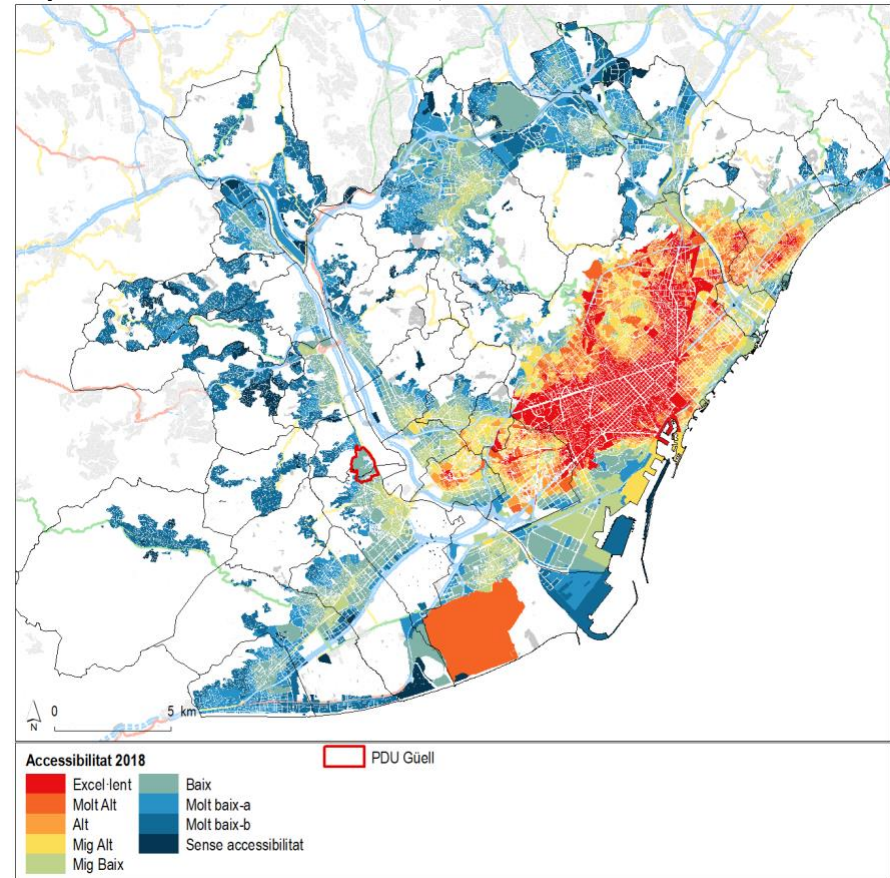 N
0 5 km
Accessibilitat 2018
PDU Güell
Excel·lent
Molt Alt
Alt
Mig Alt
Mig Baix
Baix
Molt baix-a
Molt baix-b
Sense accessibilitat